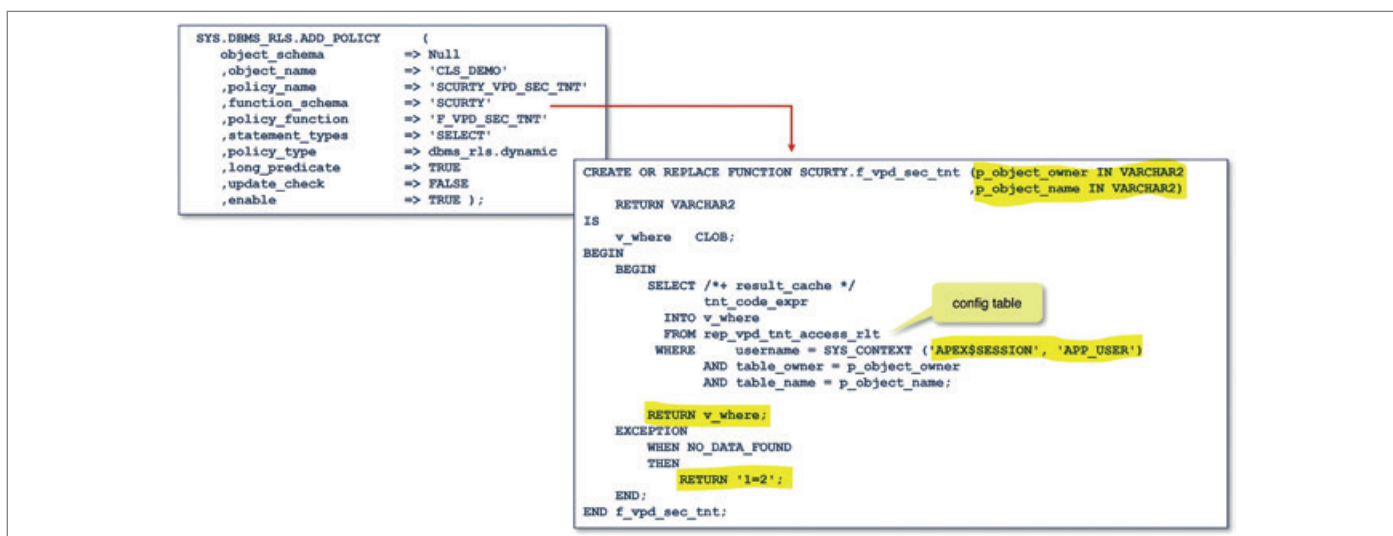 SYS.DBMS_RLS.ADD_POLICY (
object_schema => Null
,object_name => 'CLS_DEMO'
,policy_name => 'SCURTY_VPD_SEC_TNT'
,function_schema => 'SCURTY'
,policy_function => 'F_VPD_SEC_TNT'
,statement_types => 'SELECT'
,policy_type => dbms_rls.dynamic
,long_predicate => TRUE
,update_check => FALSE
,enable => TRUE );
CREATE OR REPLACE FUNCTION SCURTY.f_vpd_sec_tnt (p_object_owner IN VARCHAR2
,p_object_name IN VARCHAR2)
RETURN VARCHAR2
IS
v_where CLOB;
BEGIN
BEGIN
SELECT /*+ result_cache */
tnt_code_expr
INTO v_where
FROM rep_vpd_tnt_access_rlt
WHERE username = SYS_CONTEXT ('APEX$SESSION', 'APP_USER')
AND table_owner = p_object_owner
AND table_name = p_object_name;
config table
RETURN v_where;
EXCEPTION
WHEN NO_DATA_FOUND
THEN
RETURN '1=2';
END;
END f_vpd_sec_tnt;